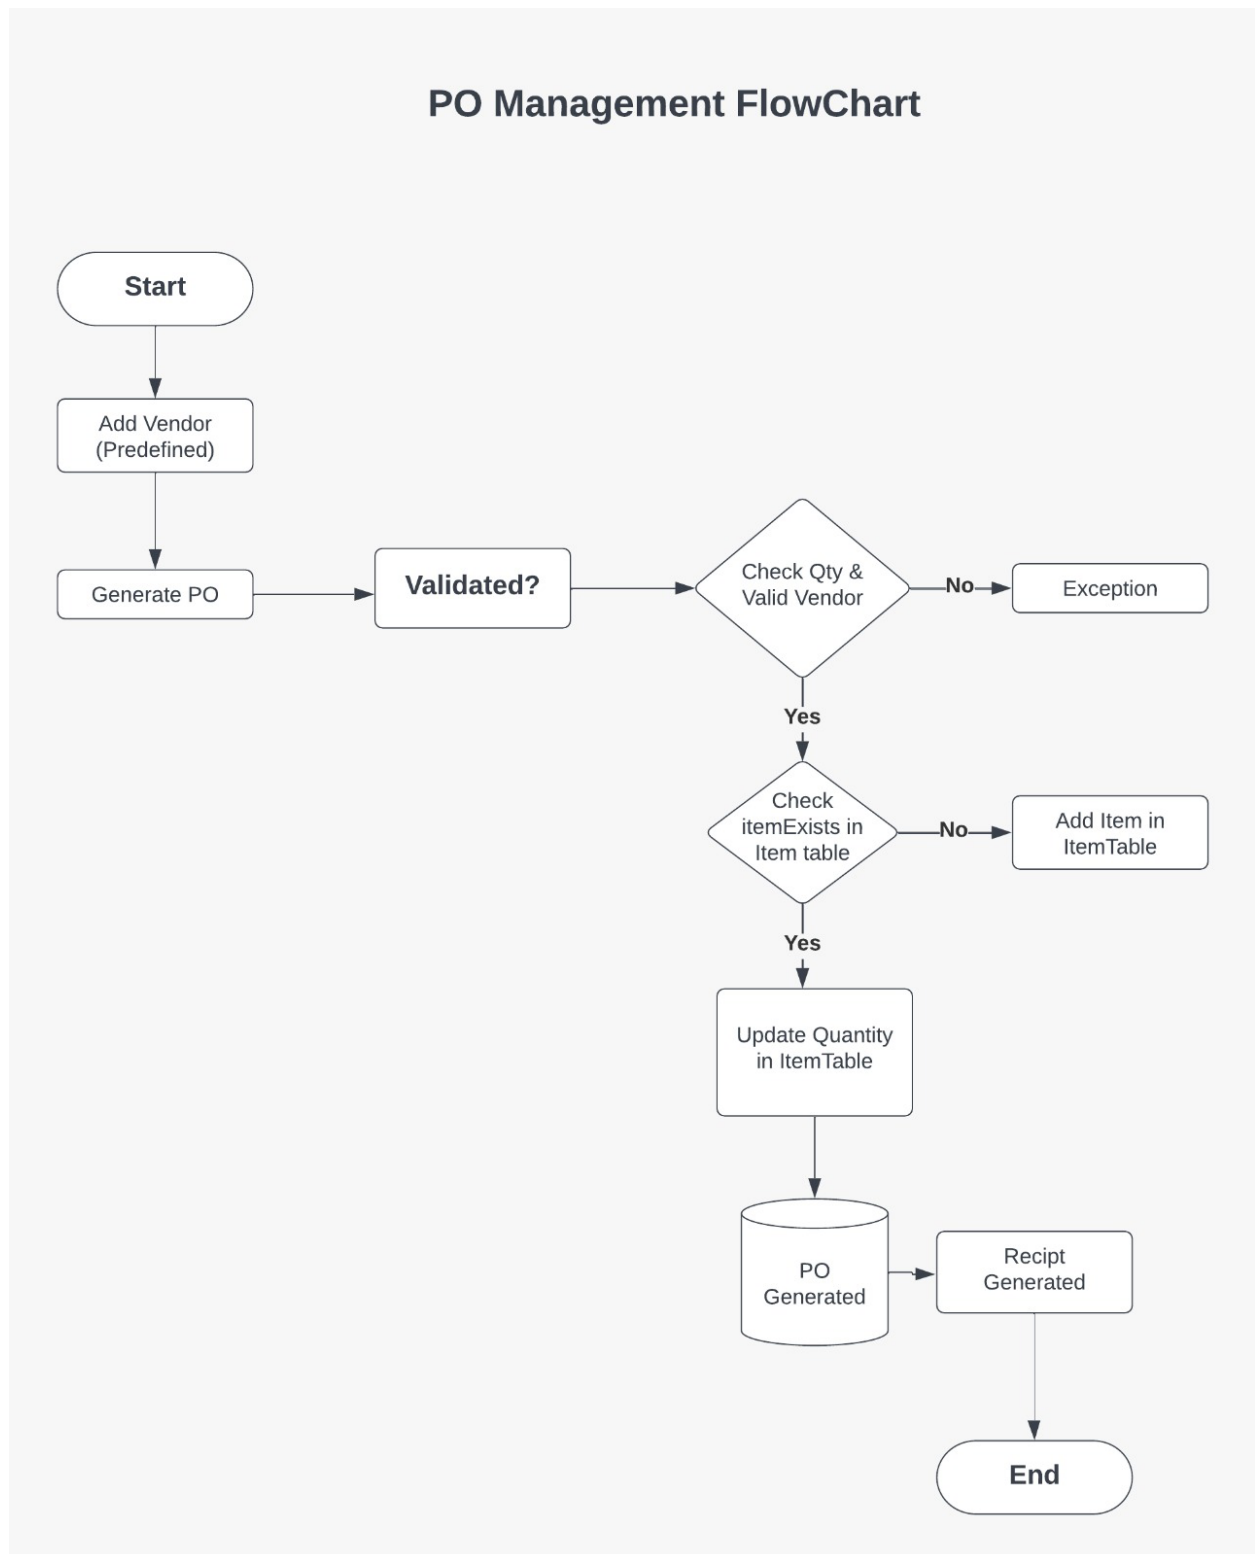 PO Management FlowChart
Start
Add Vendor
(Predefined)
Generate PO
Validated?
Check Qty &
Valid Vendor
No
Exception
Yes
Check
itemExists in
Item table
No
Add Item in
ItemTable
Yes
Update Quantity
in ItemTable
PO
Generated
Recipt
Generated
End